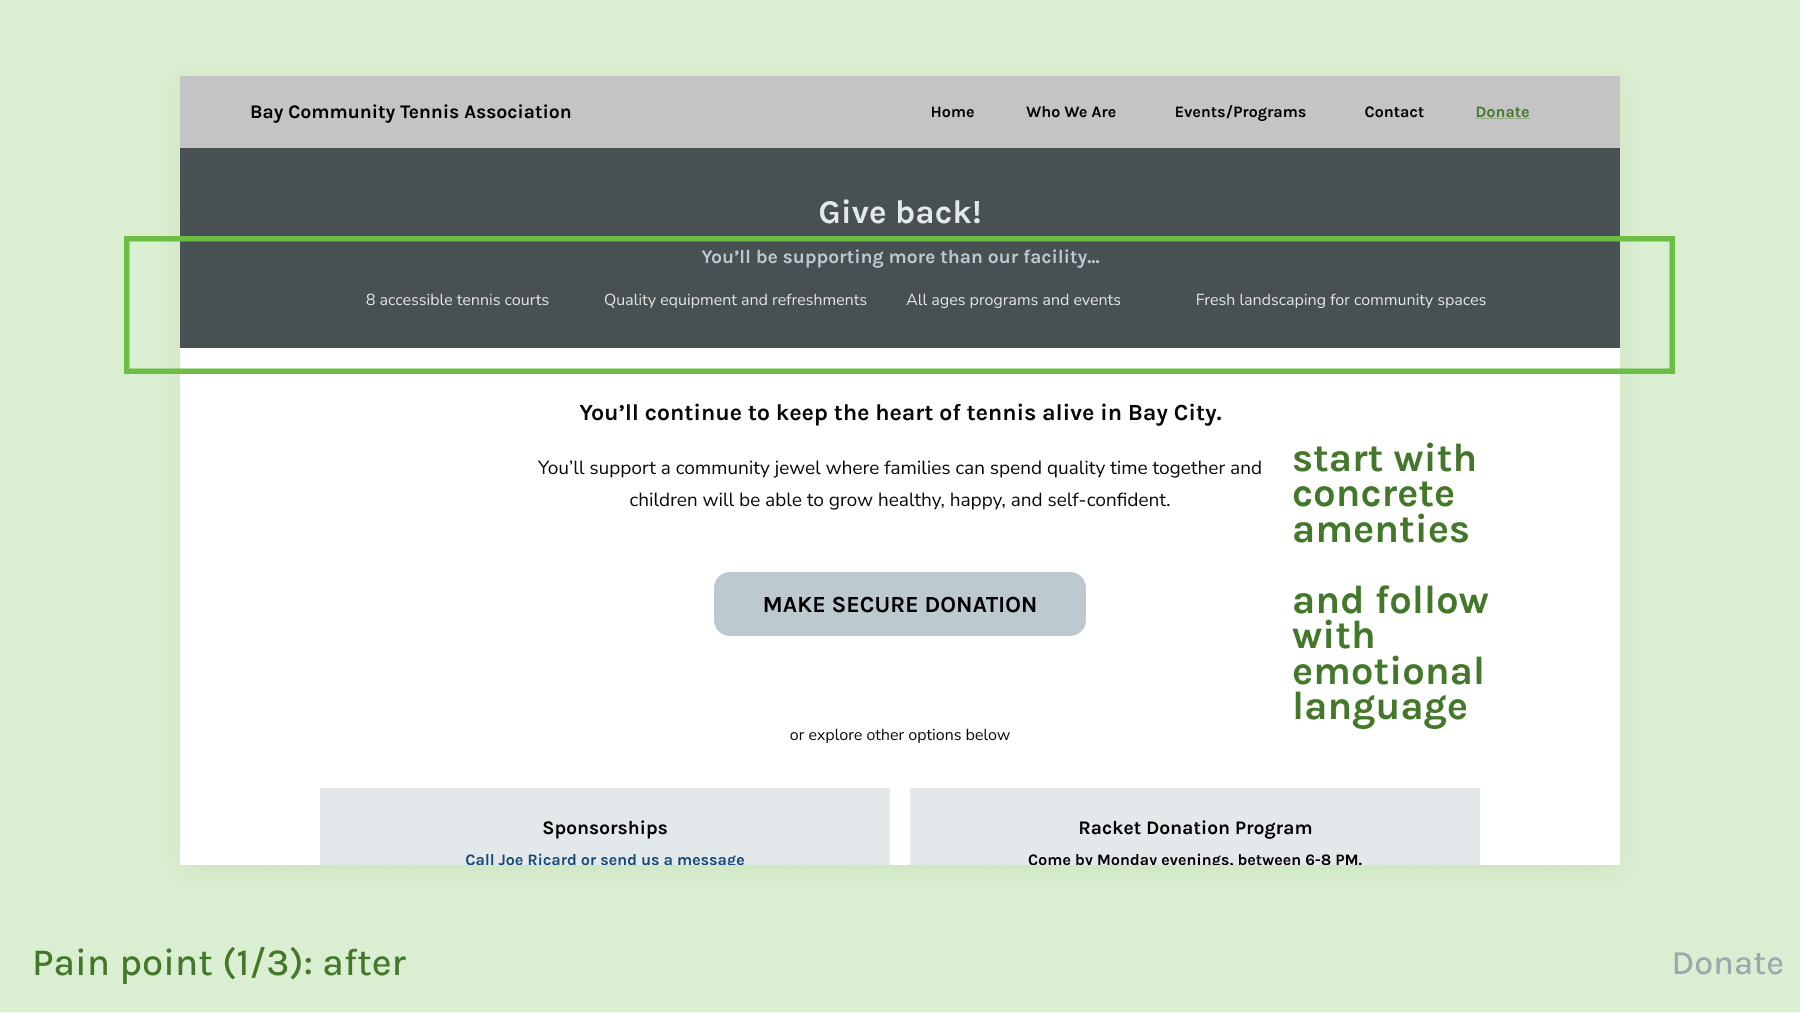 Bay Community Tennis Association
Home Who We Are Events/Programs Contact Donate
Give back!
You’ll be supporting more than our facility...
8 accessible tennis courts Quality equipment and refreshments All ages programs and events Fresh landscaping for community spaces
You’ll continue to keep the heart of tennis alive in Bay City.
You’ll support a community jewel where families can spend quality time together and
children will be able to grow healthy, happy, and self-confident.
start with
concrete
amenties
and follow
with
emotional
language
MAKE SECURE DONATION
or explore other options below
Sponsorships
Call Joe Ricard or send us a message
Racket Donation Program
Come by Monday evenings, between 6-8 PM.
Pain point (1/3): after
Donate